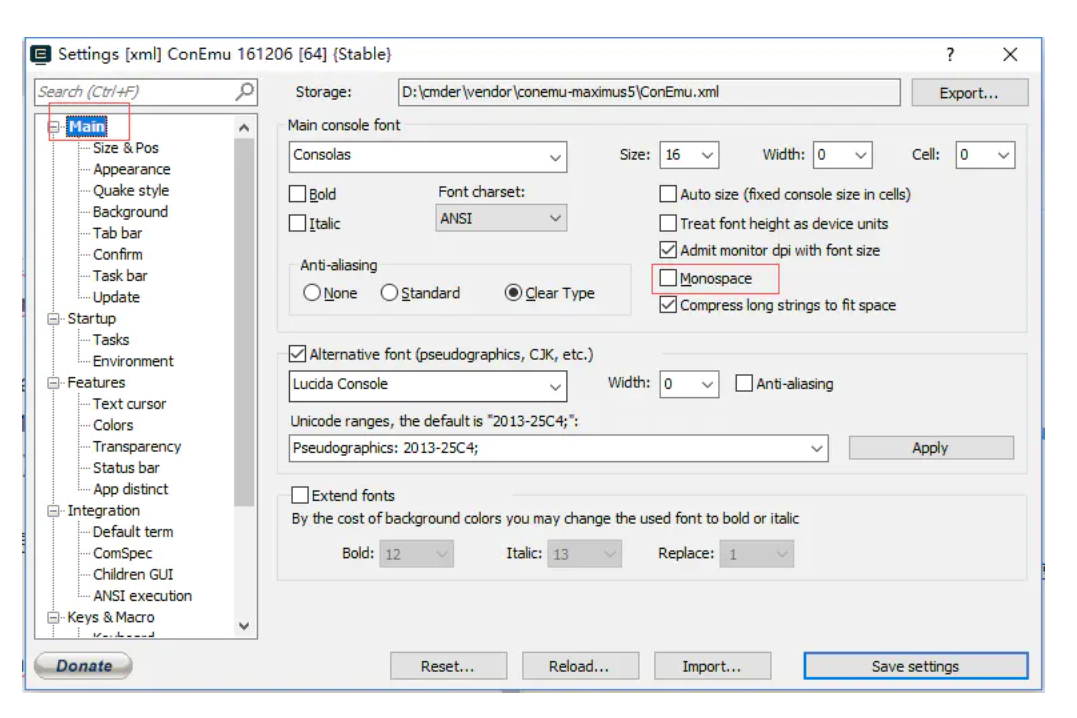 Settings [xml] ConEmu 161206 [64] {Stable}
?
Search (Ctrl+F)
Storage:
D:\cmder\vendor\conemu-maximus5\ConEmu.xml
Export...
Main
Size & Pos
Appearance
Quake style
Background
Tab bar
Confirm
Task bar
Update
Startup
Tasks
Environment
Features
Text cursor
Colors
Transparency
Status bar
App distinct
Integration
Default term
ComSpec
Children GUI
ANSI execution
Keys & Macro
Main console font
Consolas
Size: 16
Width: 0
Cell: 0
Bold
Font charset:
Auto size (fixed console size in cells)
Italic
ANSI
Treat font height as device units
Admit monitor dpi with font size
Anti-aliasing
Monospace
None
Standard
Clear Type
Compress long strings to fit space
Alternative font (pseudographics, CJK, etc.)
Lucida Console
Width: 0
Anti-aliasing
Unicode ranges, the default is "2013-25C4;":
Pseudographics: 2013-25C4;
Apply
Extend fonts
By the cost of background colors you may change the used font to bold or italic
Bold: 12
Italic: 13
Replace: 1
Donate
Reset...
Reload...
Import...
Save settings